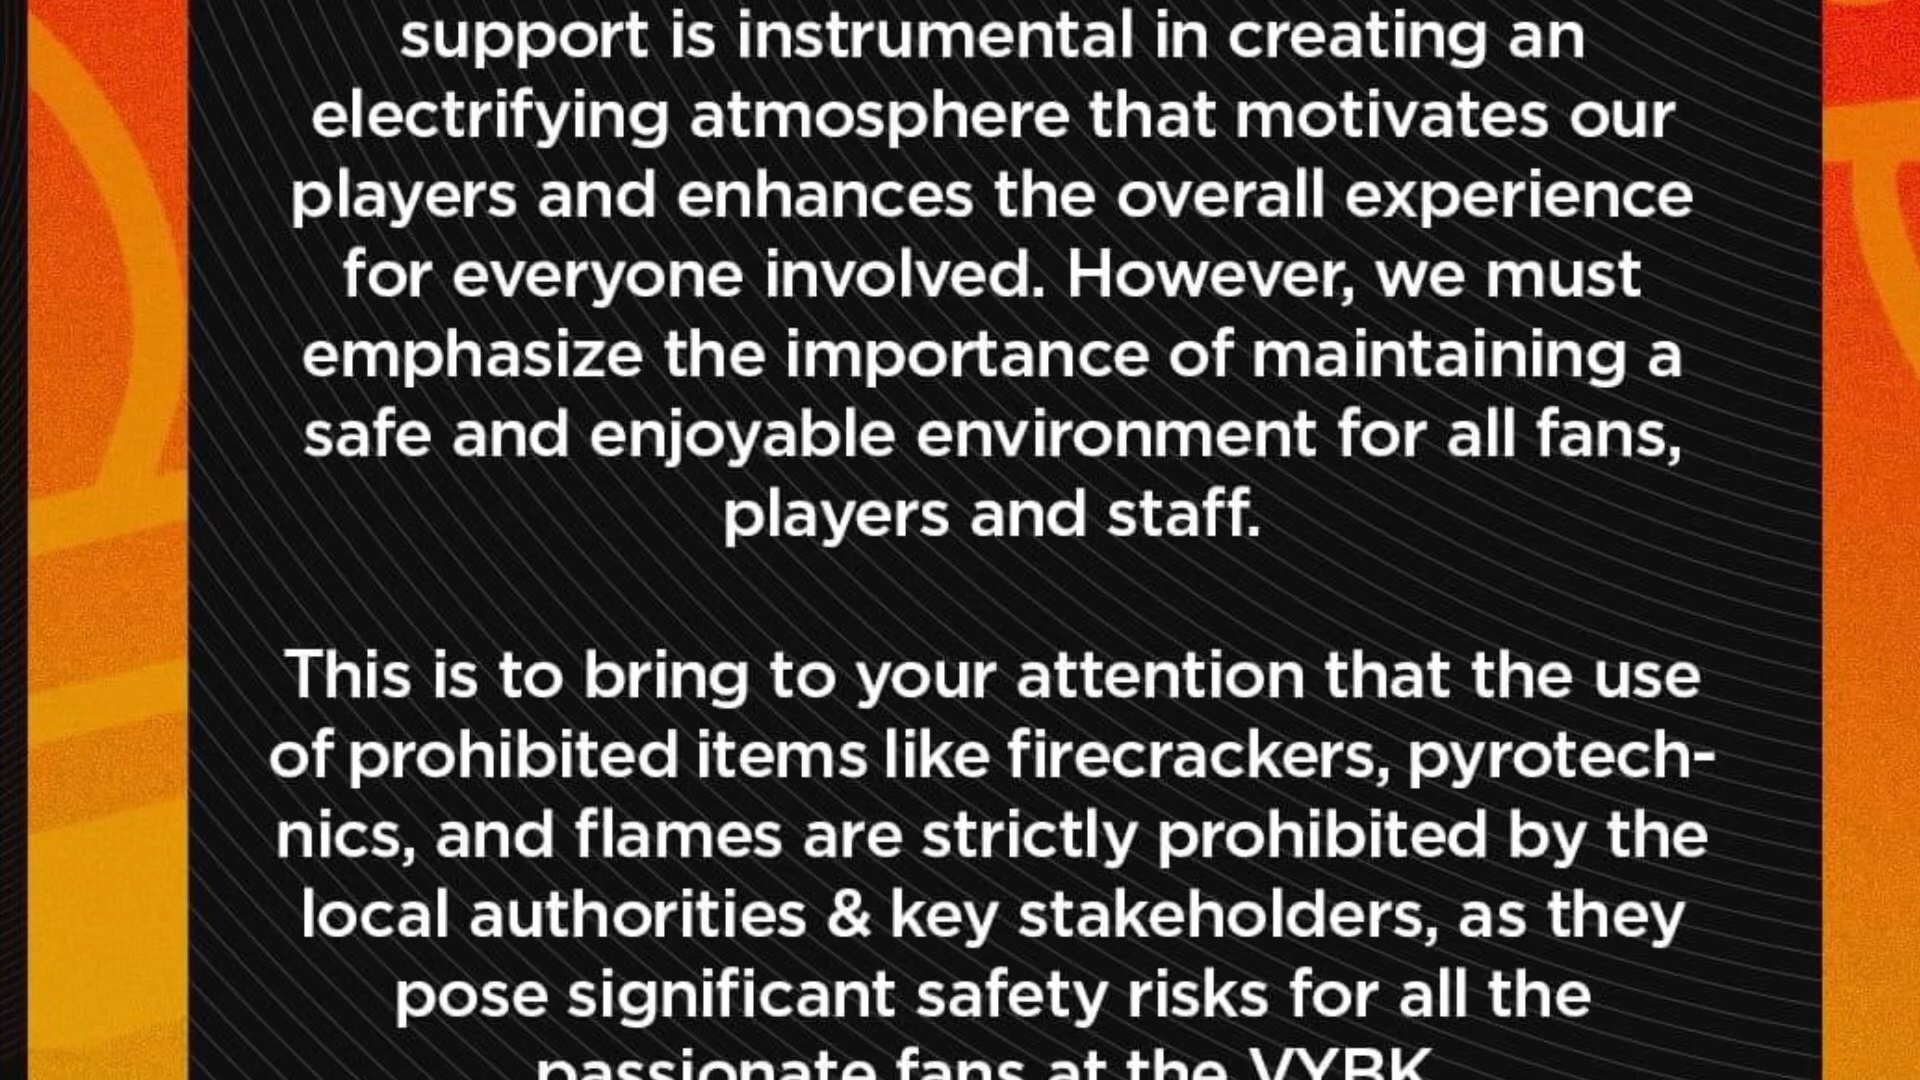 support is instrumental in creating an
electrifying atmosphere that motivates our
players and enhances the overall experience
for everyone involved. However, we must
emphasize the importance of maintaining a
safe and enjoyable environment for all fans,
players and staff.
This is to bring to your attention that the use
of prohibited items like firecrackers, pyrotech-
nics, and flames are strictly prohibited by the
local authorities & key stakeholders, as they
pose significant safety risks for all the
passionate fans at the VYBK